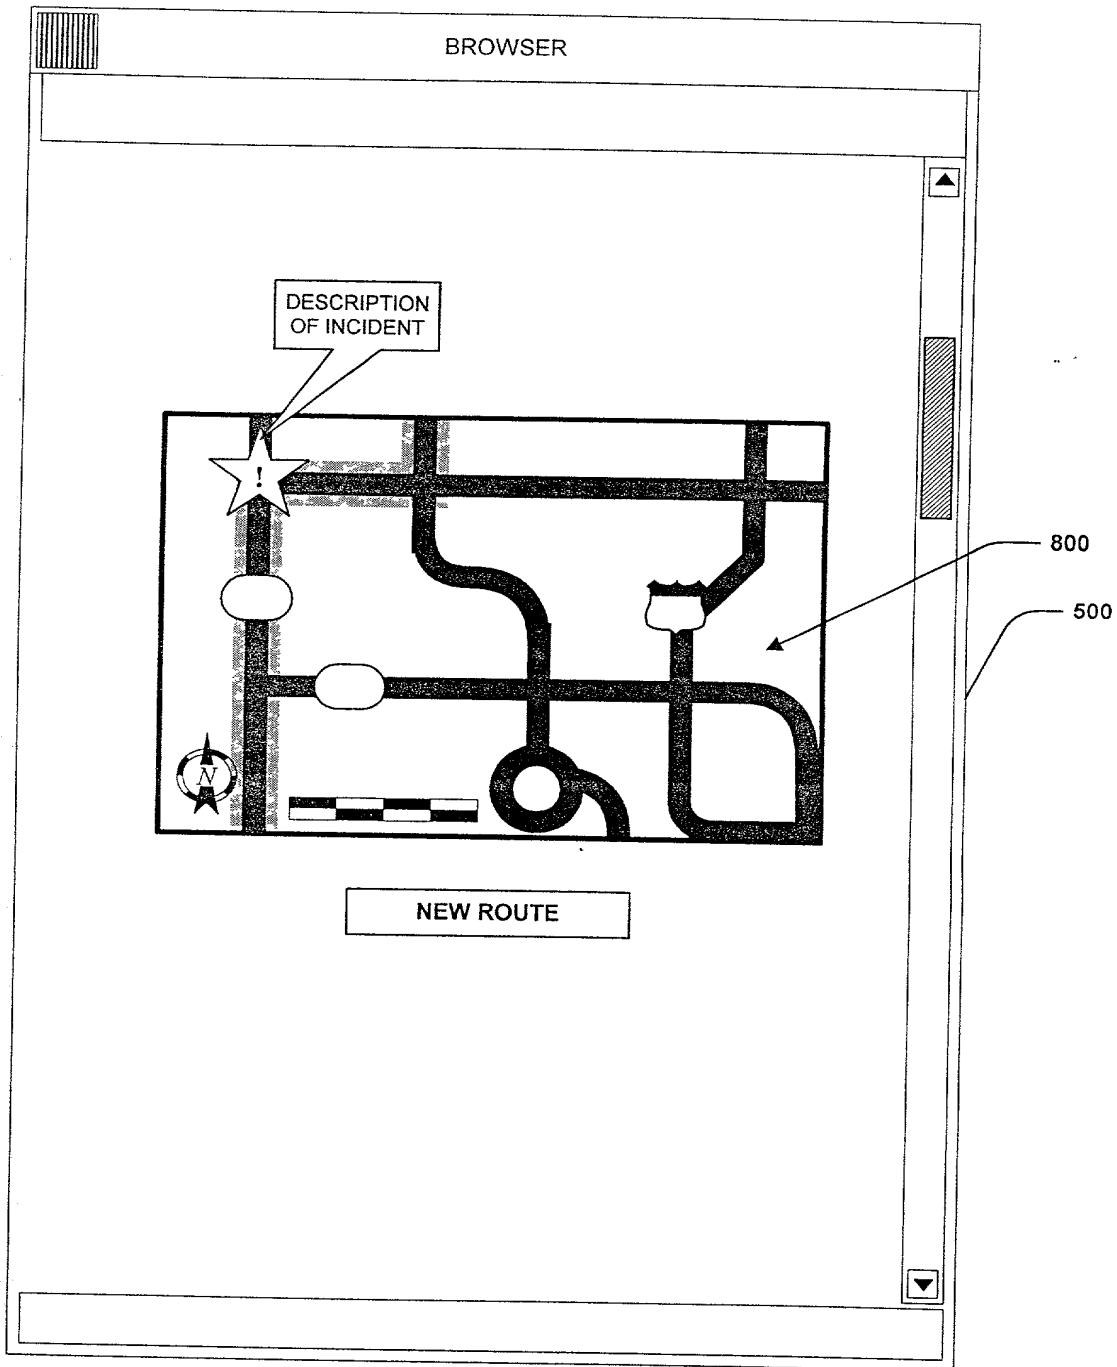 BROWSER
DESCRIPTION
OF INCIDENT
!
800
500
N
NEW ROUTE